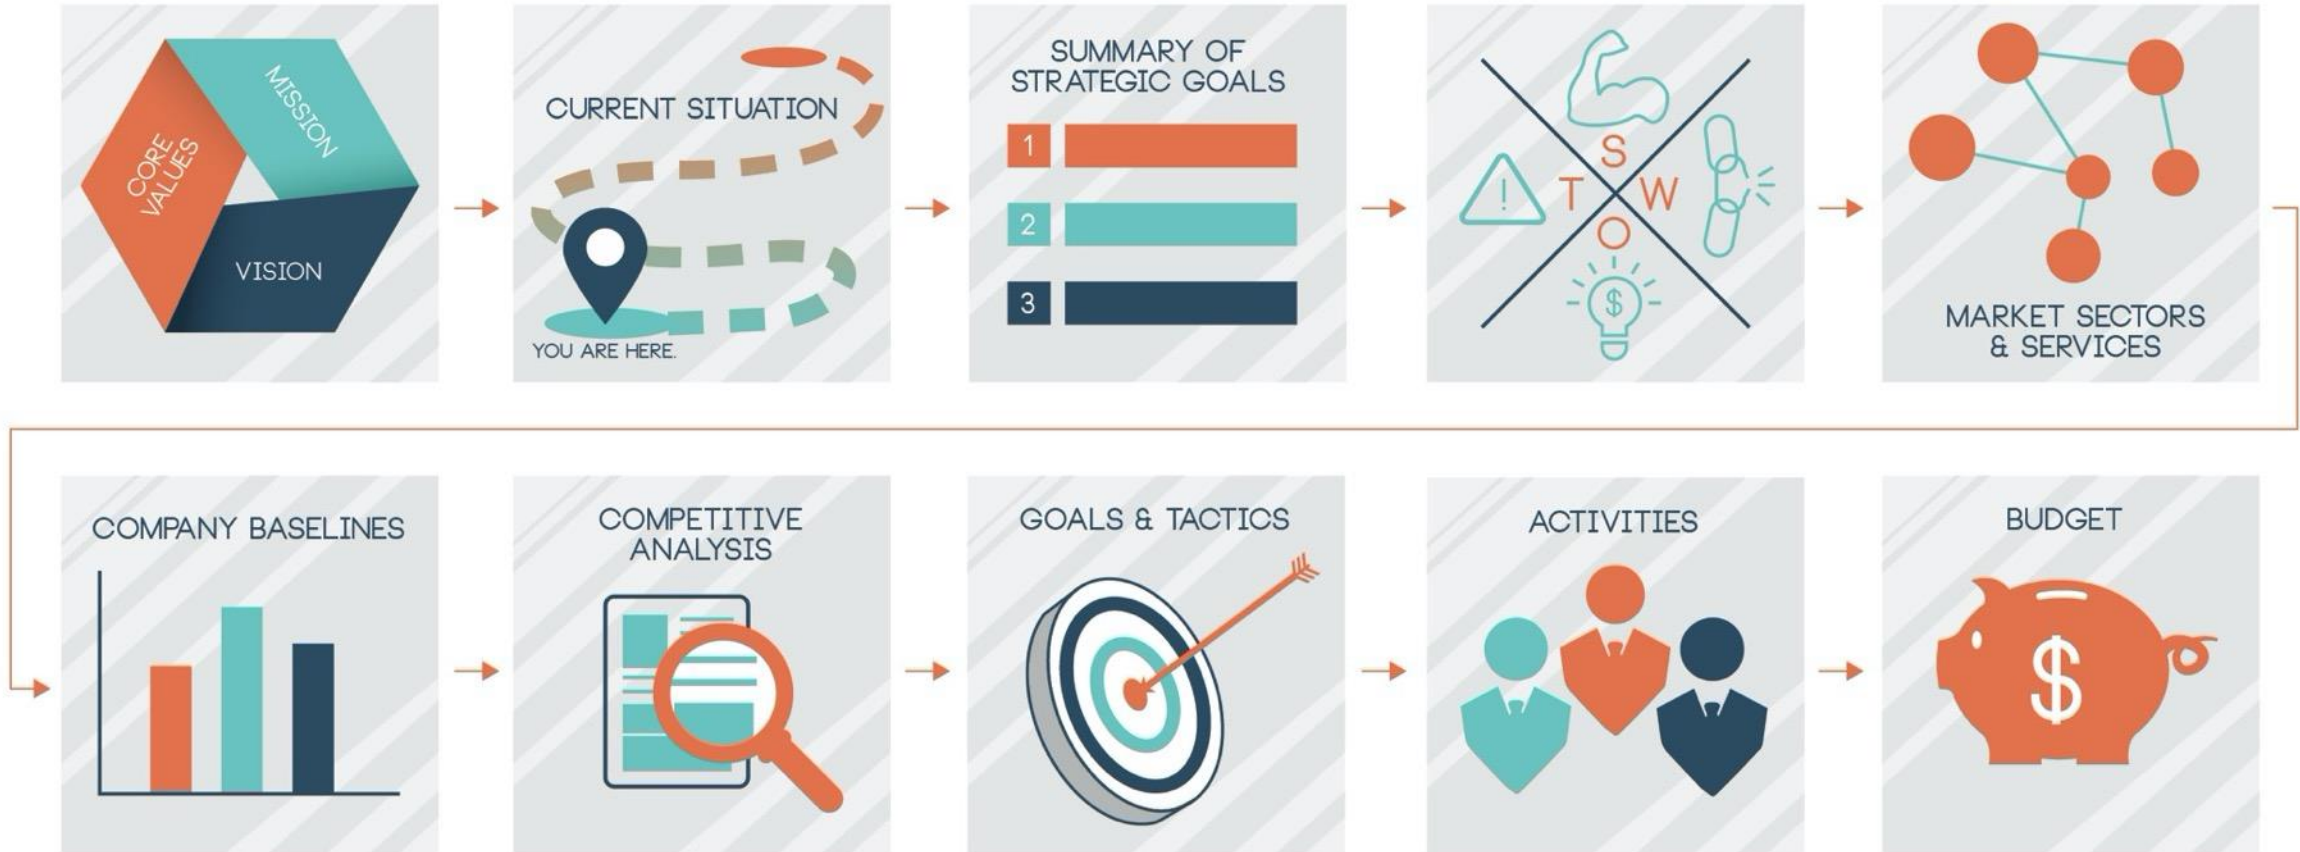 MISSION
CORE
VALUES
VISION
CURRENT SITUATION
YOU ARE HERE.
SUMMARY OF
STRATEGIC GOALS
1
2
3
S
T W
O
!
$
MARKET SECTORS
& SERVICES
COMPANY BASELINES
COMPETITIVE
ANALYSIS
GOALS & TACTICS
ACTIVITIES
BUDGET
$